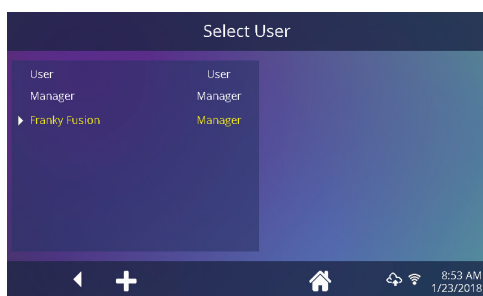 Select User
User User
Manager Manager
Franky Fusion Manager
8:53 AM
1/23/2018